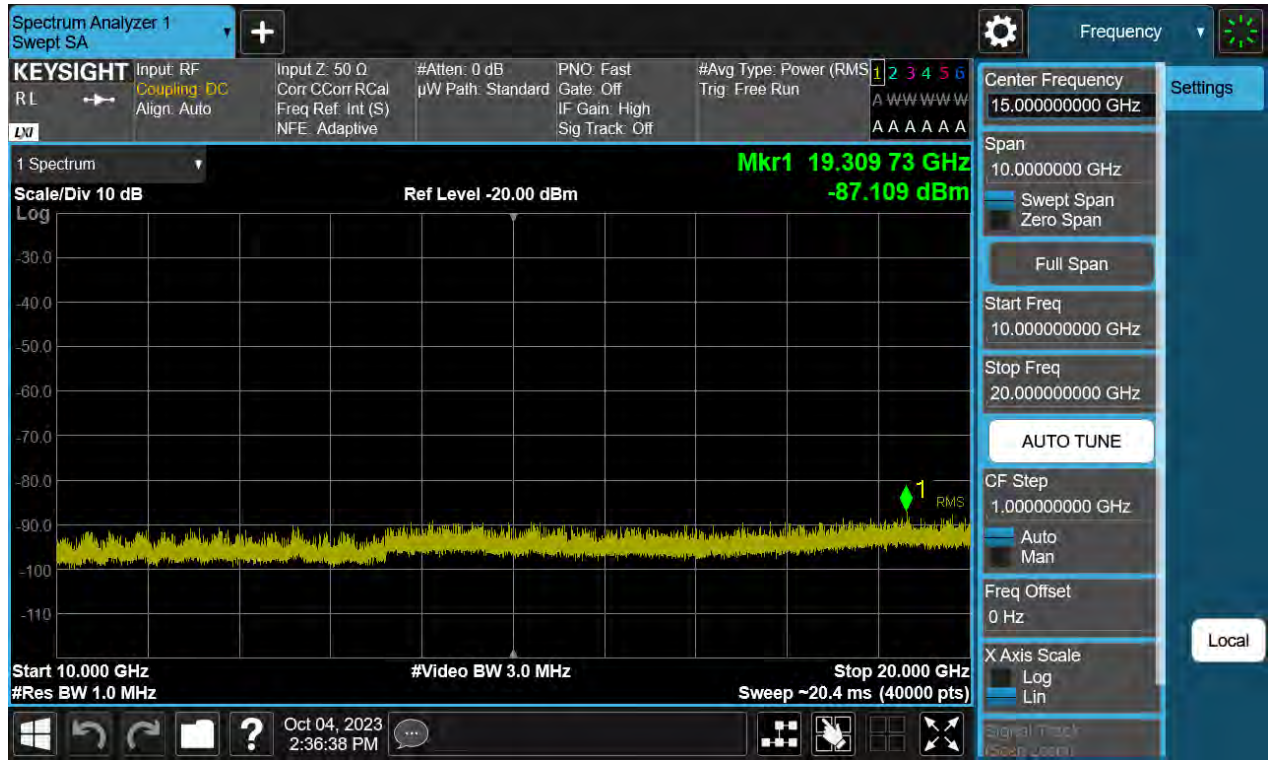 Spectrum Analyzer 1
Swept SA
Frequency
KEYSIGHT
RL
LXI
Input: RF
Coupling: DC
Align: Auto
Input Z: 50 Ω
Corr CCorr RCal
Freq Ref: Int (S)
NFE: Adaptive
#Atten: 0 dB
µW Path: Standard
PNO: Fast
Gate: Off
IF Gain: High
Sig Track: Off
#Avg Type: Power (RMS
Trig: Free Run
1 2 3 4 5 6
A W W W W W
A A A A A A
1 Spectrum
Mkr1 19.309 73 GHz
-87.109 dBm
Scale/Div 10 dB
Ref Level -20.00 dBm
Log
-30.0
-40.0
-50.0
-60.0
-70.0
-80.0
-90.0
-100
-110
1
RMS
Start 10.000 GHz
#Video BW 3.0 MHz
Stop 20.000 GHz
#Res BW 1.0 MHz
Sweep ~20.4 ms (40000 pts)
Center Frequency
15.000000000 GHz
Span
10.0000000 GHz
Swept Span
Zero Span
Full Span
Start Freq
10.000000000 GHz
Stop Freq
20.000000000 GHz
AUTO TUNE
CF Step
1.000000000 GHz
Auto
Man
Freq Offset
0 Hz
X Axis Scale
Log
Lin
Signal Track
(Span Zoom)
Settings
Local
?
Oct 04, 2023
2:36:38 PM